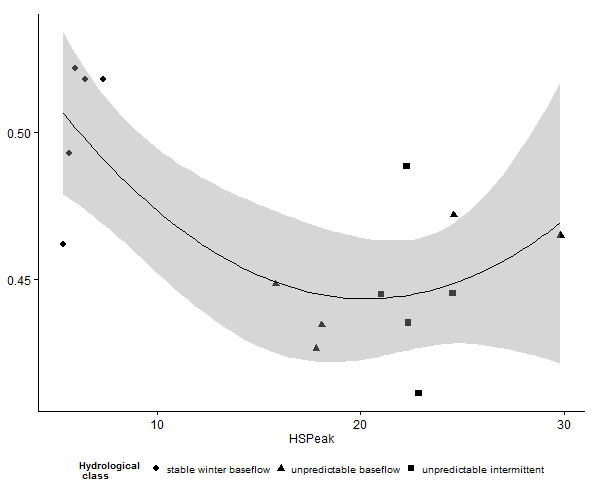 0.50
0.45
10 20 30
HSPeak
Hydrological
class
stable winter baseflow unpredictable baseflow unpredictable intermittent